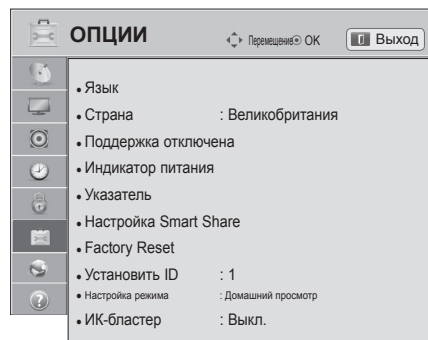 ОПЦИИ Перемещение OK Выход
• Язык
• Страна : Великобритания
• Поддержка отключена
• Индикатор питания
• Указатель
• Настройка Smart Share
• Factory Reset
• Установить ID : 1
• Настройка режима : Домашний просмотр
• ИК-бластер : Выкл.